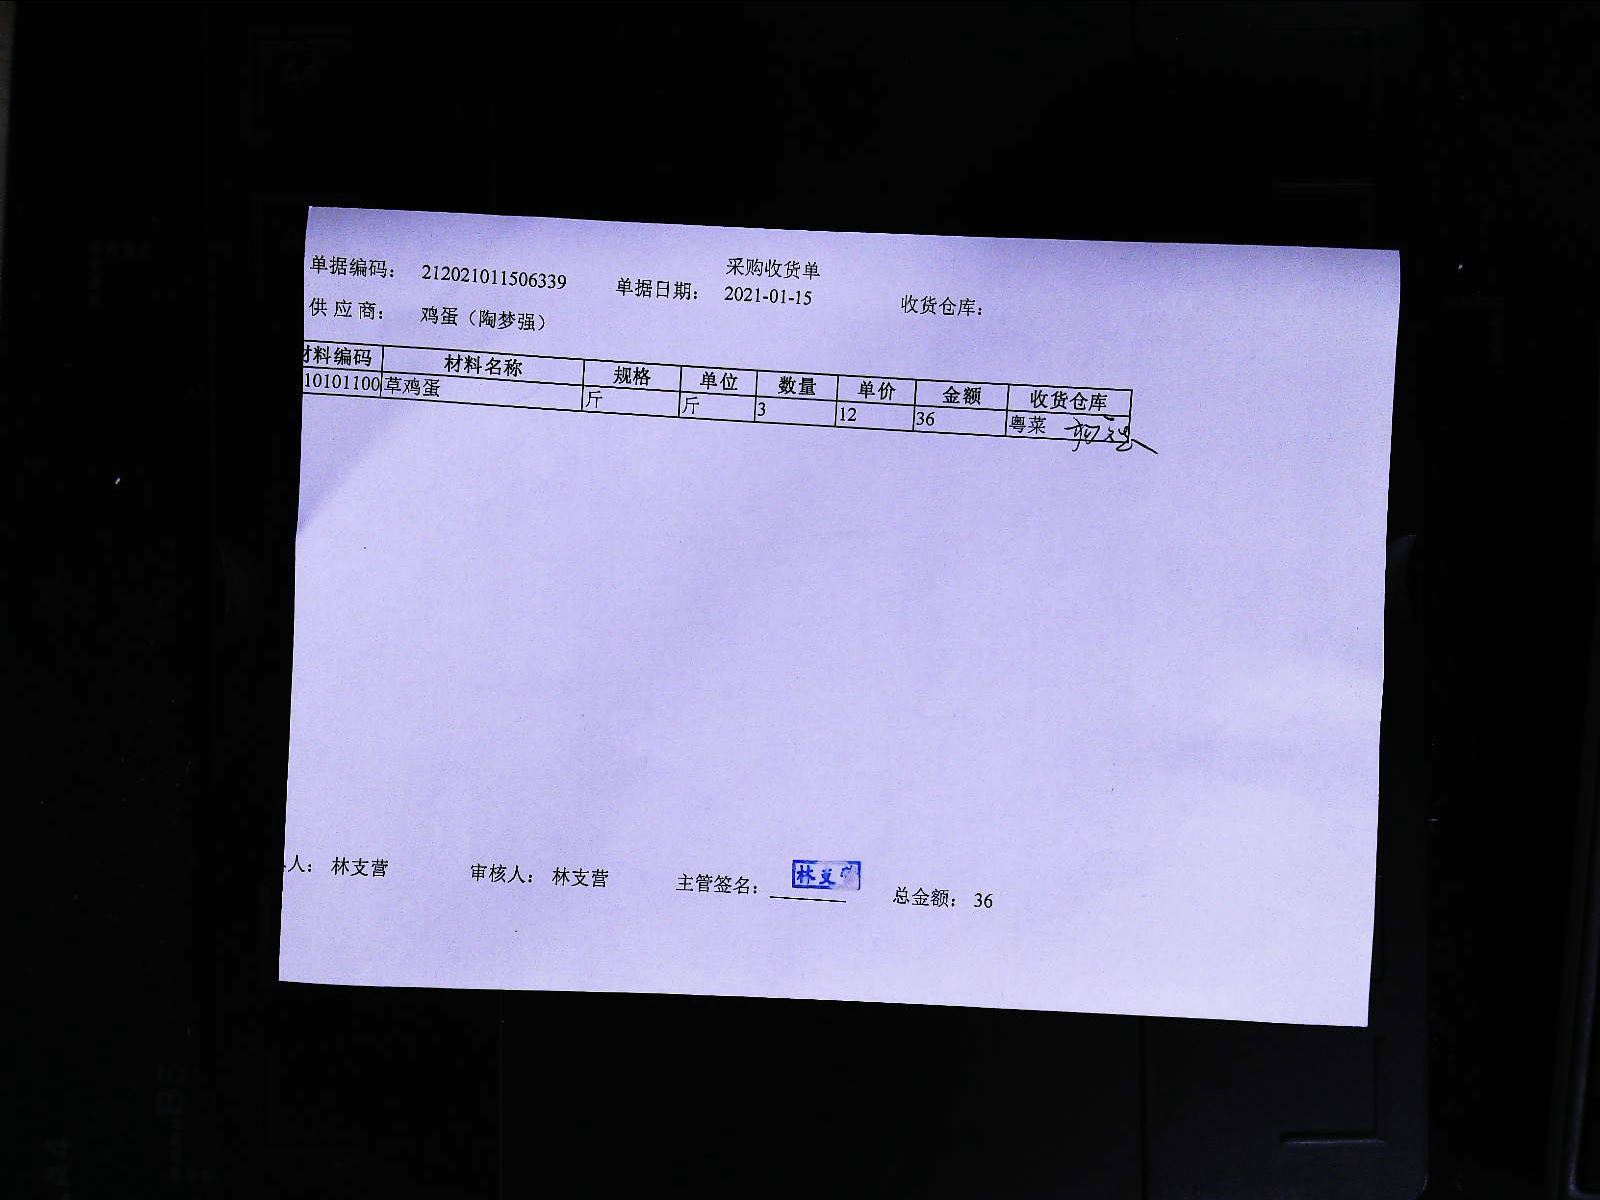 采购收货单
单据编码： 212021011506339 单据日期： 2021-01-15 收货仓库：
供 应 商： 鸡蛋（陶梦强）
材料编码 材料名称 规格 单位 数量 单价 金额 收货仓库
10101100 草鸡蛋 斤 斤 3 12 36 粤菜
人： 林支营 审核人： 林支营 主管签名： 林支营 总金额： 36